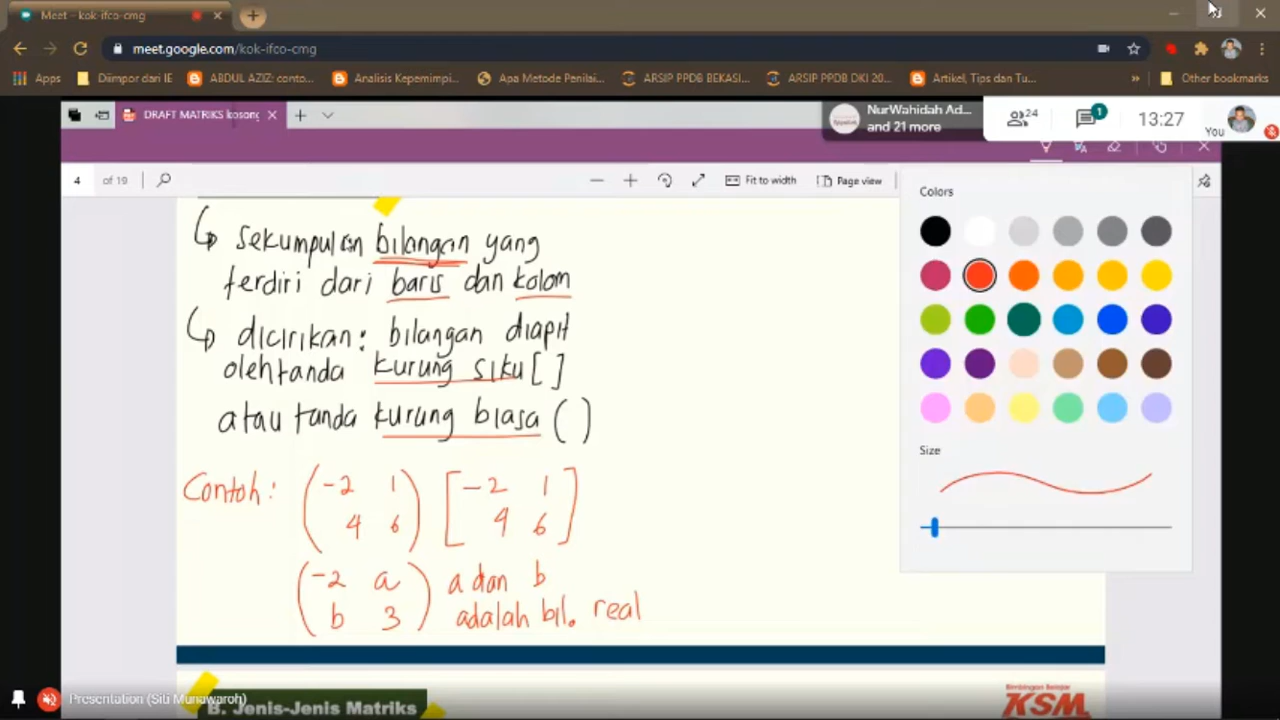 Meet – kok-ifco-cmg
meet.google.com/kok-ifco-cmg
Apps
Diimpor dari IE
ABDUL AZIZ: conto...
Analisis Kepemimpi...
Apa Metode Penilai...
ARSIP PPDB BEKASI...
ARSIP PPDB DKI 20...
Artikel, Tips dan Tu...
»
Other bookmarks
DRAFT MATRIKS kosong
NurWahidah Ad...
and 21 more
24
1
13:27
You
4 of 19
Fit to width
Page view
Colors
Size
Sekumpulan bilangan yang
terdiri dari baris dan kolom
dicirikan: bilangan diapit
oleh tanda kurung siku [ ]
atau tanda kurung biasa ( )
Contoh: ( -2 1 ) [ -2 1 ]
4 6 4 6
( -2 a ) a dan b
b 3 adalah bil. real
Presentation (Siti Munawaroh)
B. Jenis-Jenis Matriks
Bimbingan Belajar
KSM